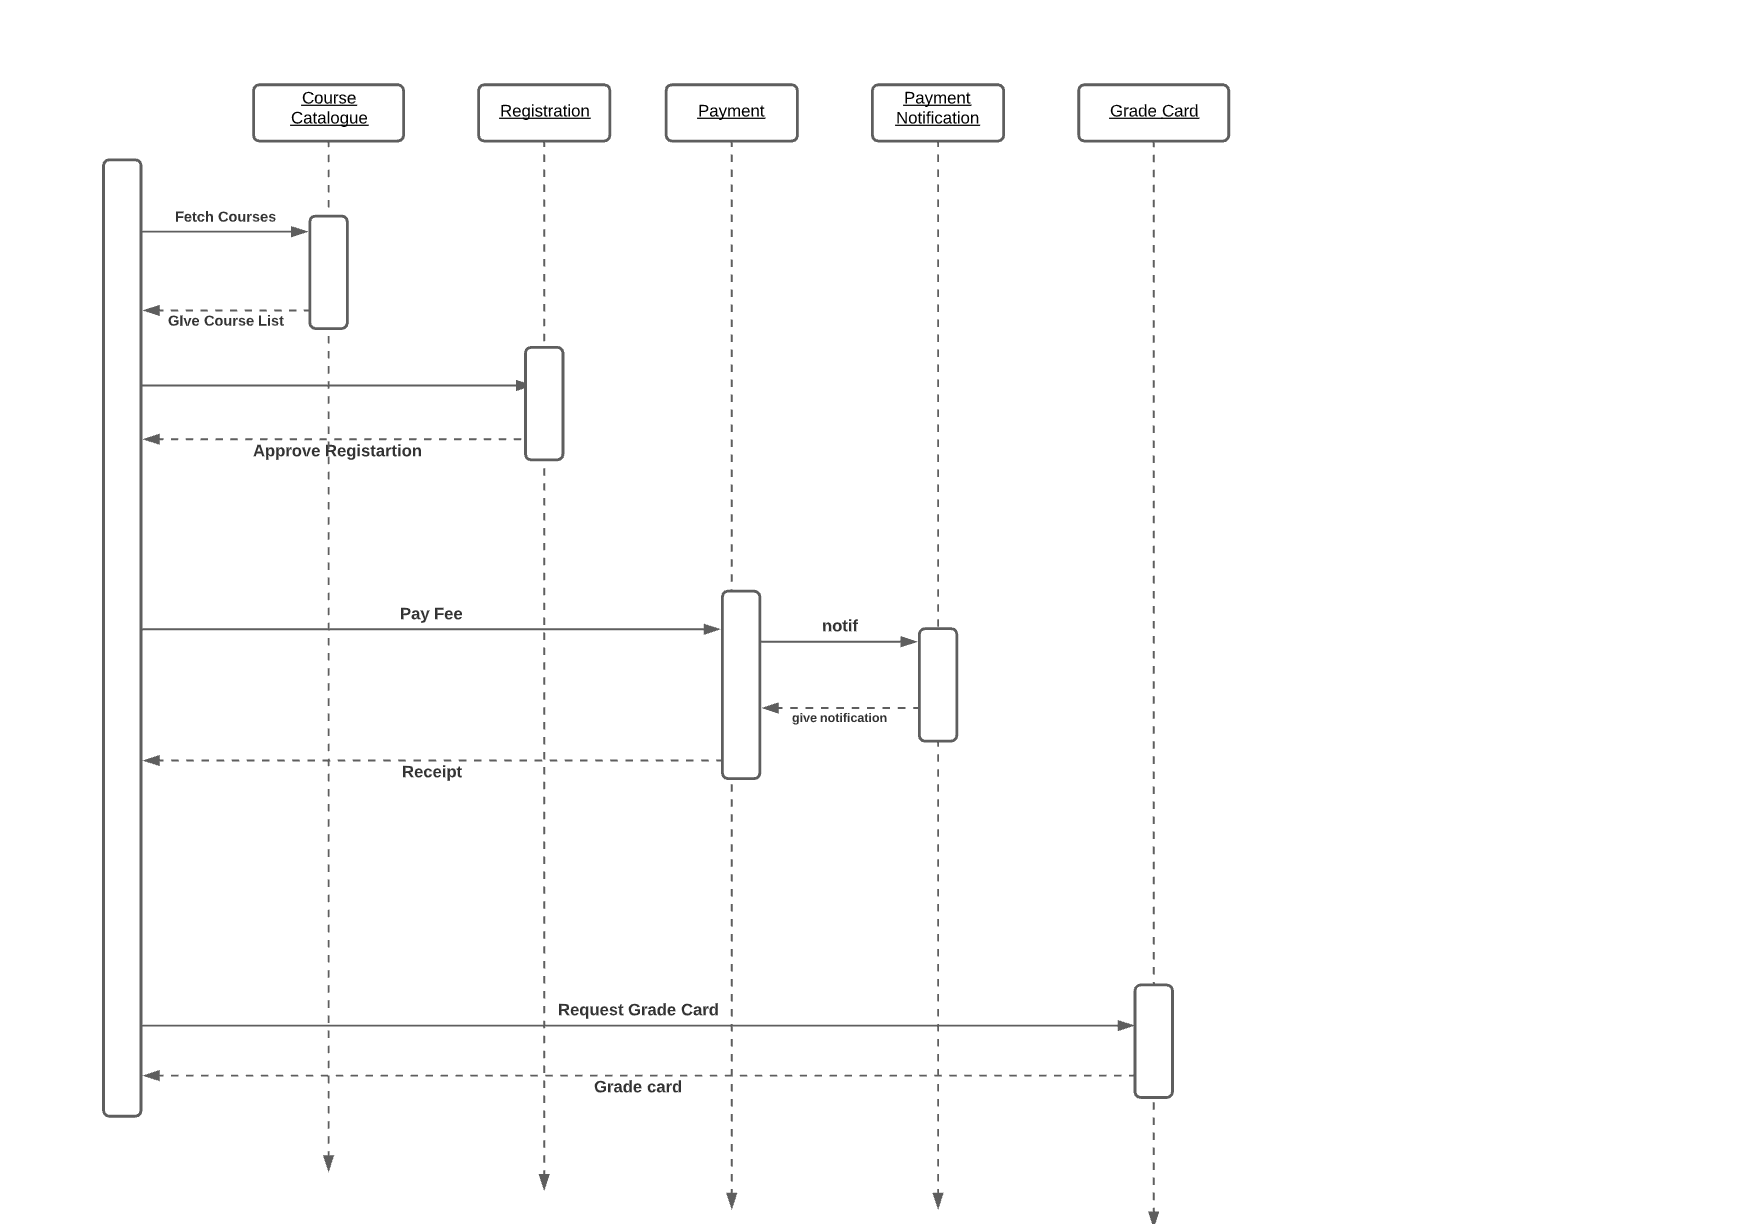 Course
Catalogue
Registration
Payment
Payment
Notification
Grade Card
Fetch Courses
GIve Course List
Approve Registartion
Pay Fee
notif
give notification
Receipt
Request Grade Card
Grade card